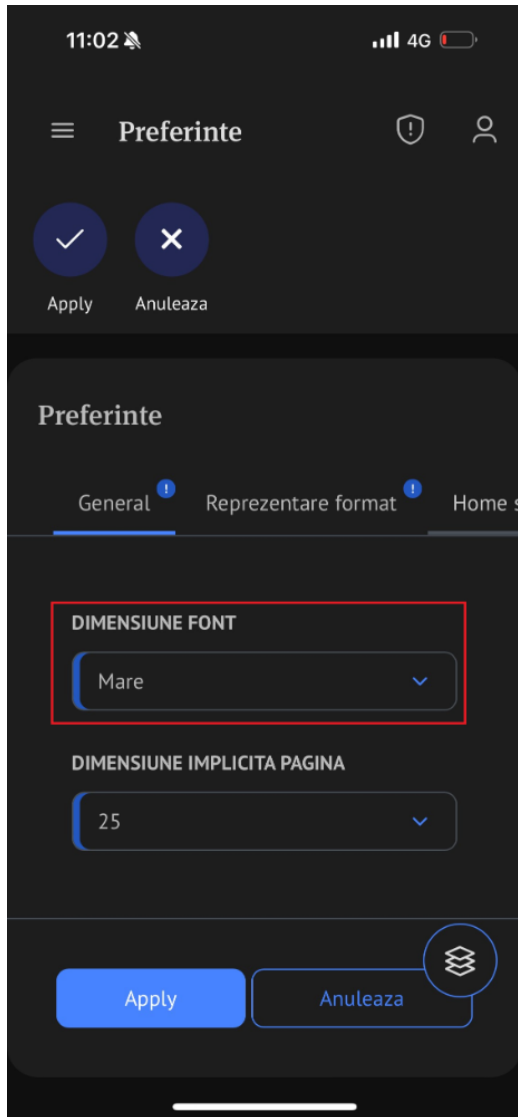 11:02 4G
Preferinte
Apply Anuleaza
Preferinte
General Reprezentare format Home s
DIMENSIUNE FONT
Mare
DIMENSIUNE IMPLICITA PAGINA
25
Apply Anuleaza